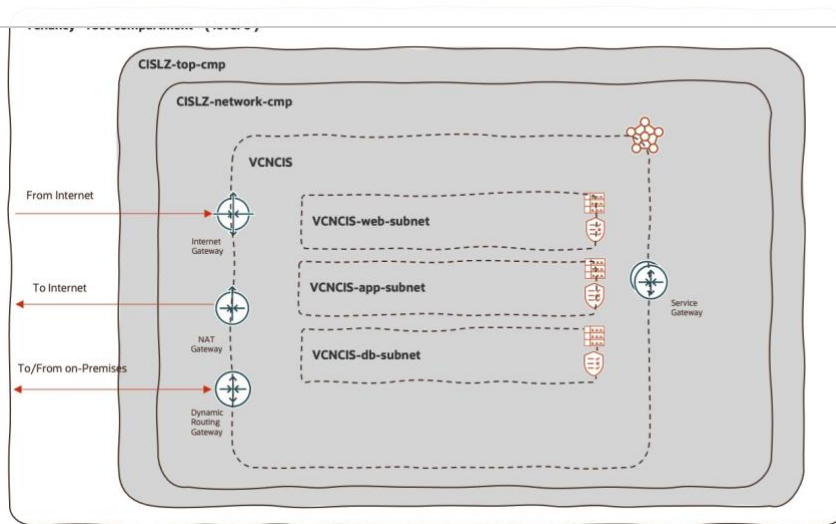 CISLZ-top-cmp
CISLZ-network-cmp
VCNCIS
From Internet
VCNCIS-web-subnet
Internet
Gateway
To Internet
VCNCIS-app-subnet
Service
Gateway
NAT
Gateway
VCNCIS-db-subnet
To/From on-Premises
Dynamic
Routing
Gateway